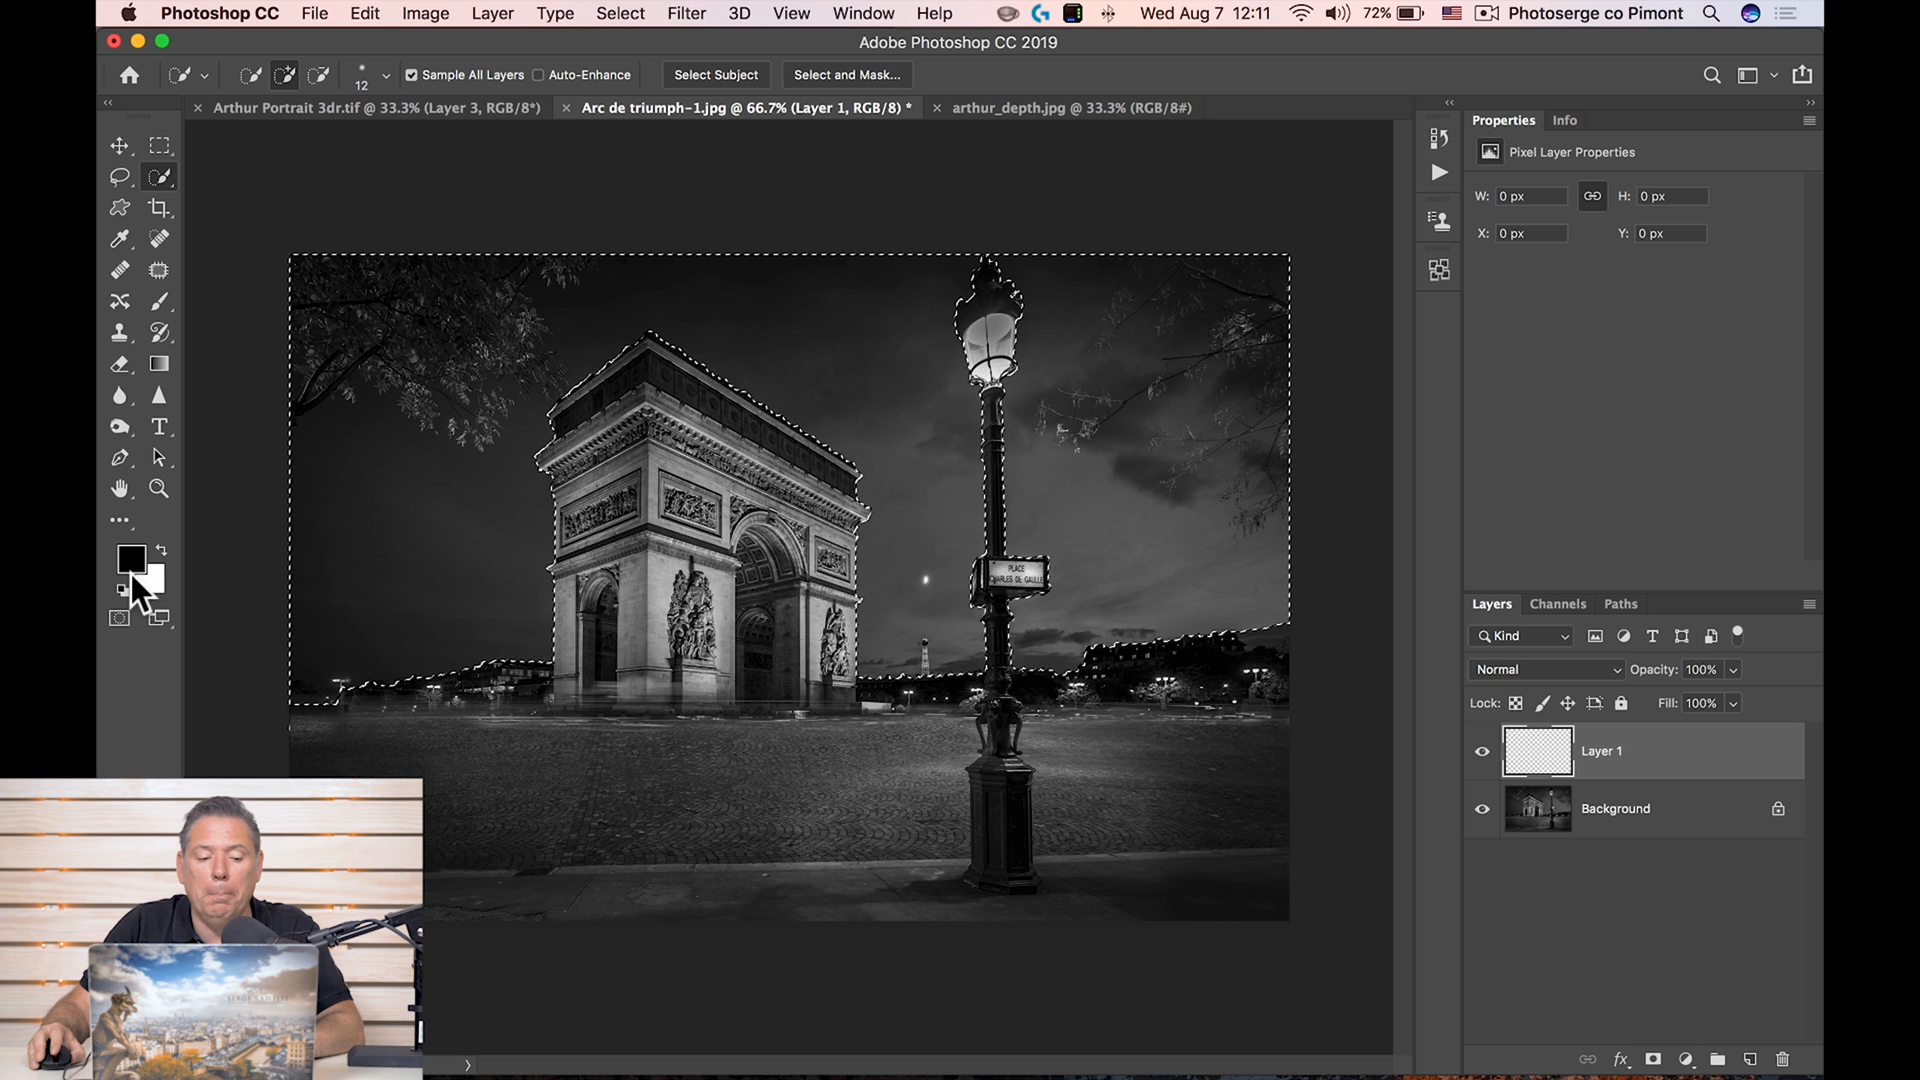 Photoshop CC File Edit Image Layer Type Select Filter 3D View Window Help Wed Aug 7 12:11 72% Photoserge co Pimont
Adobe Photoshop CC 2019
12 Sample All Layers Auto-Enhance Select Subject Select and Mask...
Arthur Portrait 3dr.tif @ 33.3% (Layer 3, RGB/8*) Arc de triumph-1.jpg @ 66.7% (Layer 1, RGB/8) * arthur_depth.jpg @ 33.3% (RGB/8#)
Properties Info
Pixel Layer Properties
W: 0 px H: 0 px
X: 0 px Y: 0 px
PLACE
CHARLES DE GAULLE
Layers Channels Paths
Kind
Normal Opacity: 100%
Lock: Fill: 100%
Layer 1
Background